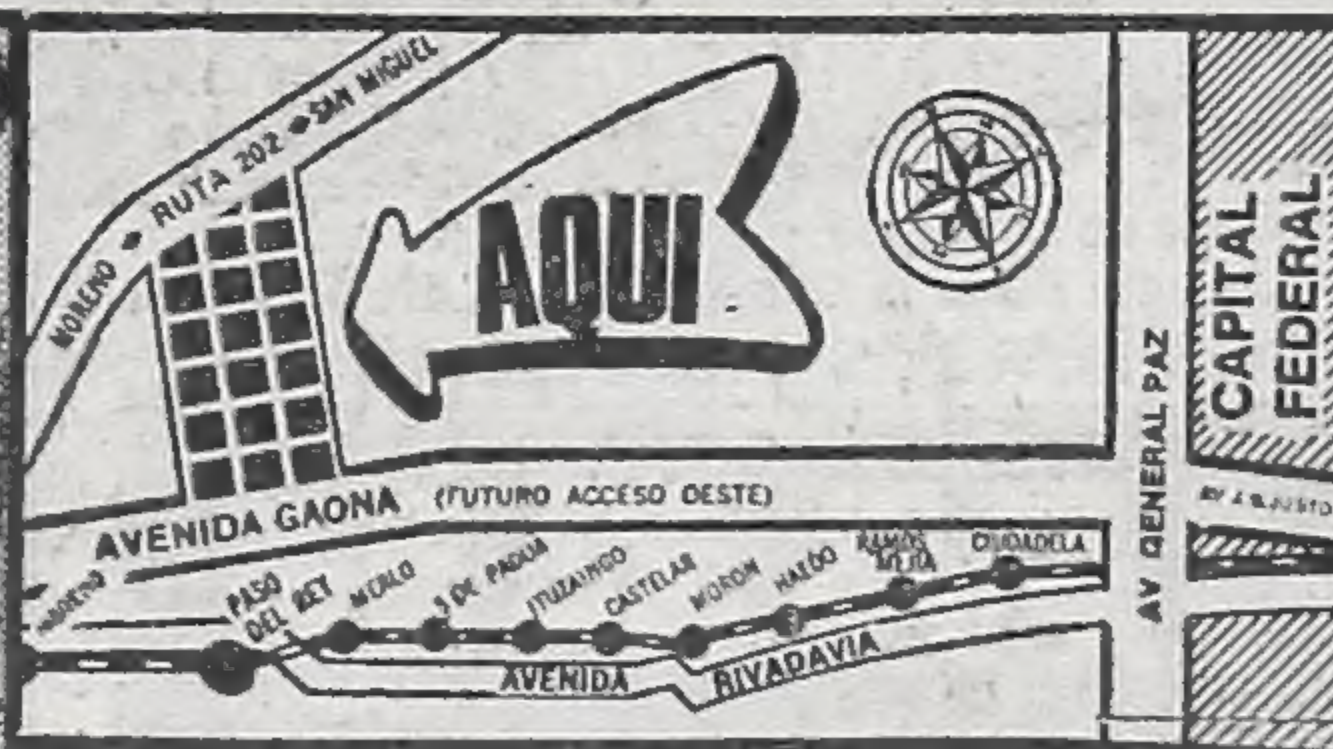 MORENO • RUTA 202 • SAN MIGUEL
AQUI
CAPITAL
FEDERAL
AV GENERAL PAZ
AVENIDA GAONA (FUTURO ACCESO OESTE)
MORENO
PASO
DEL REY
MERLO
S DE PADUA
ITUZAINGO
CASTELAR
MORON
HAEDO
RAMOS
MEJIA
CIUDADELA
AVENIDA RIVADAVIA